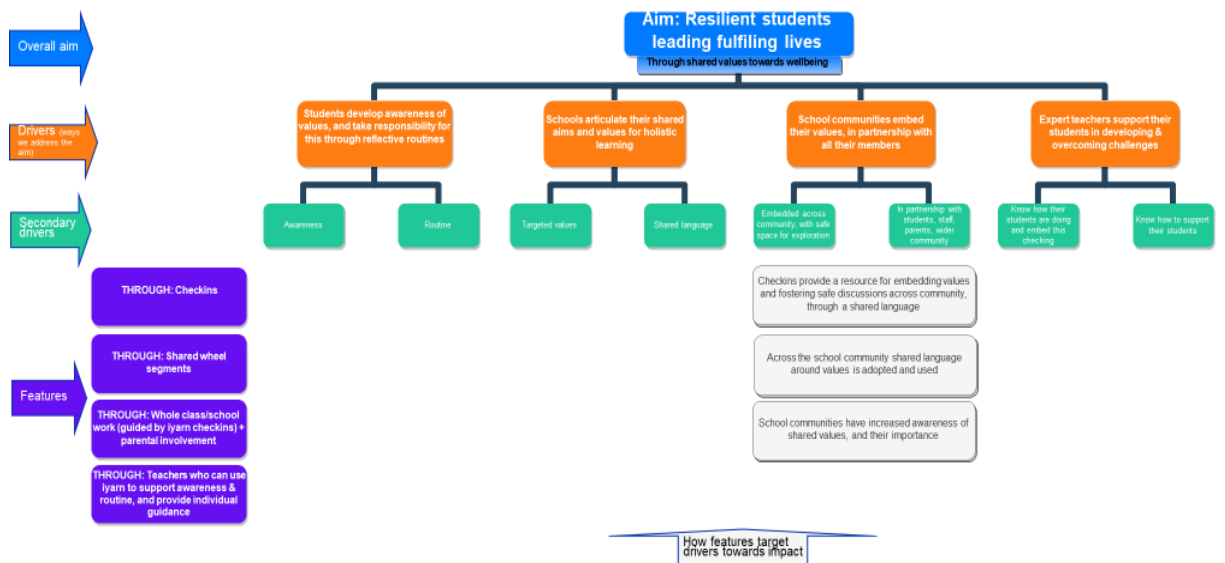 Overall aim
Aim: Resilient students
leading fulfiling lives
Through shared values towards wellbeing
Drivers (ways
we address the
aim)
Students develop awareness of
values, and take responsibility for
this through reflective routines
Schools articulate their shared
aims and values for holistic
learning
School communities embed
their values, in partnership with
all their members
Expert teachers support their
students in developing &
overcoming challenges
Secondary
drivers
Awareness
Routine
Targeted values
Shared language
Embedded across
community, with safe
space for exploration
In partnership with
students, staff,
parents, wider
community
Know how their
students are doing
and embed this
checking
Know how to support
their students
Features
THROUGH: Checkins
Checkins provide a resource for embedding values
and fostering safe discussions across community,
through a shared language
THROUGH: Shared wheel
segments
Across the school community shared language
around values is adopted and used
THROUGH: Whole class/school
work (guided by iyarn checkins) +
parental involvement
School communities have increased awareness of
shared values, and their importance
THROUGH: Teachers who can use
iyarn to support awareness &
routine, and provide individual
guidance
How features target
drivers towards impact